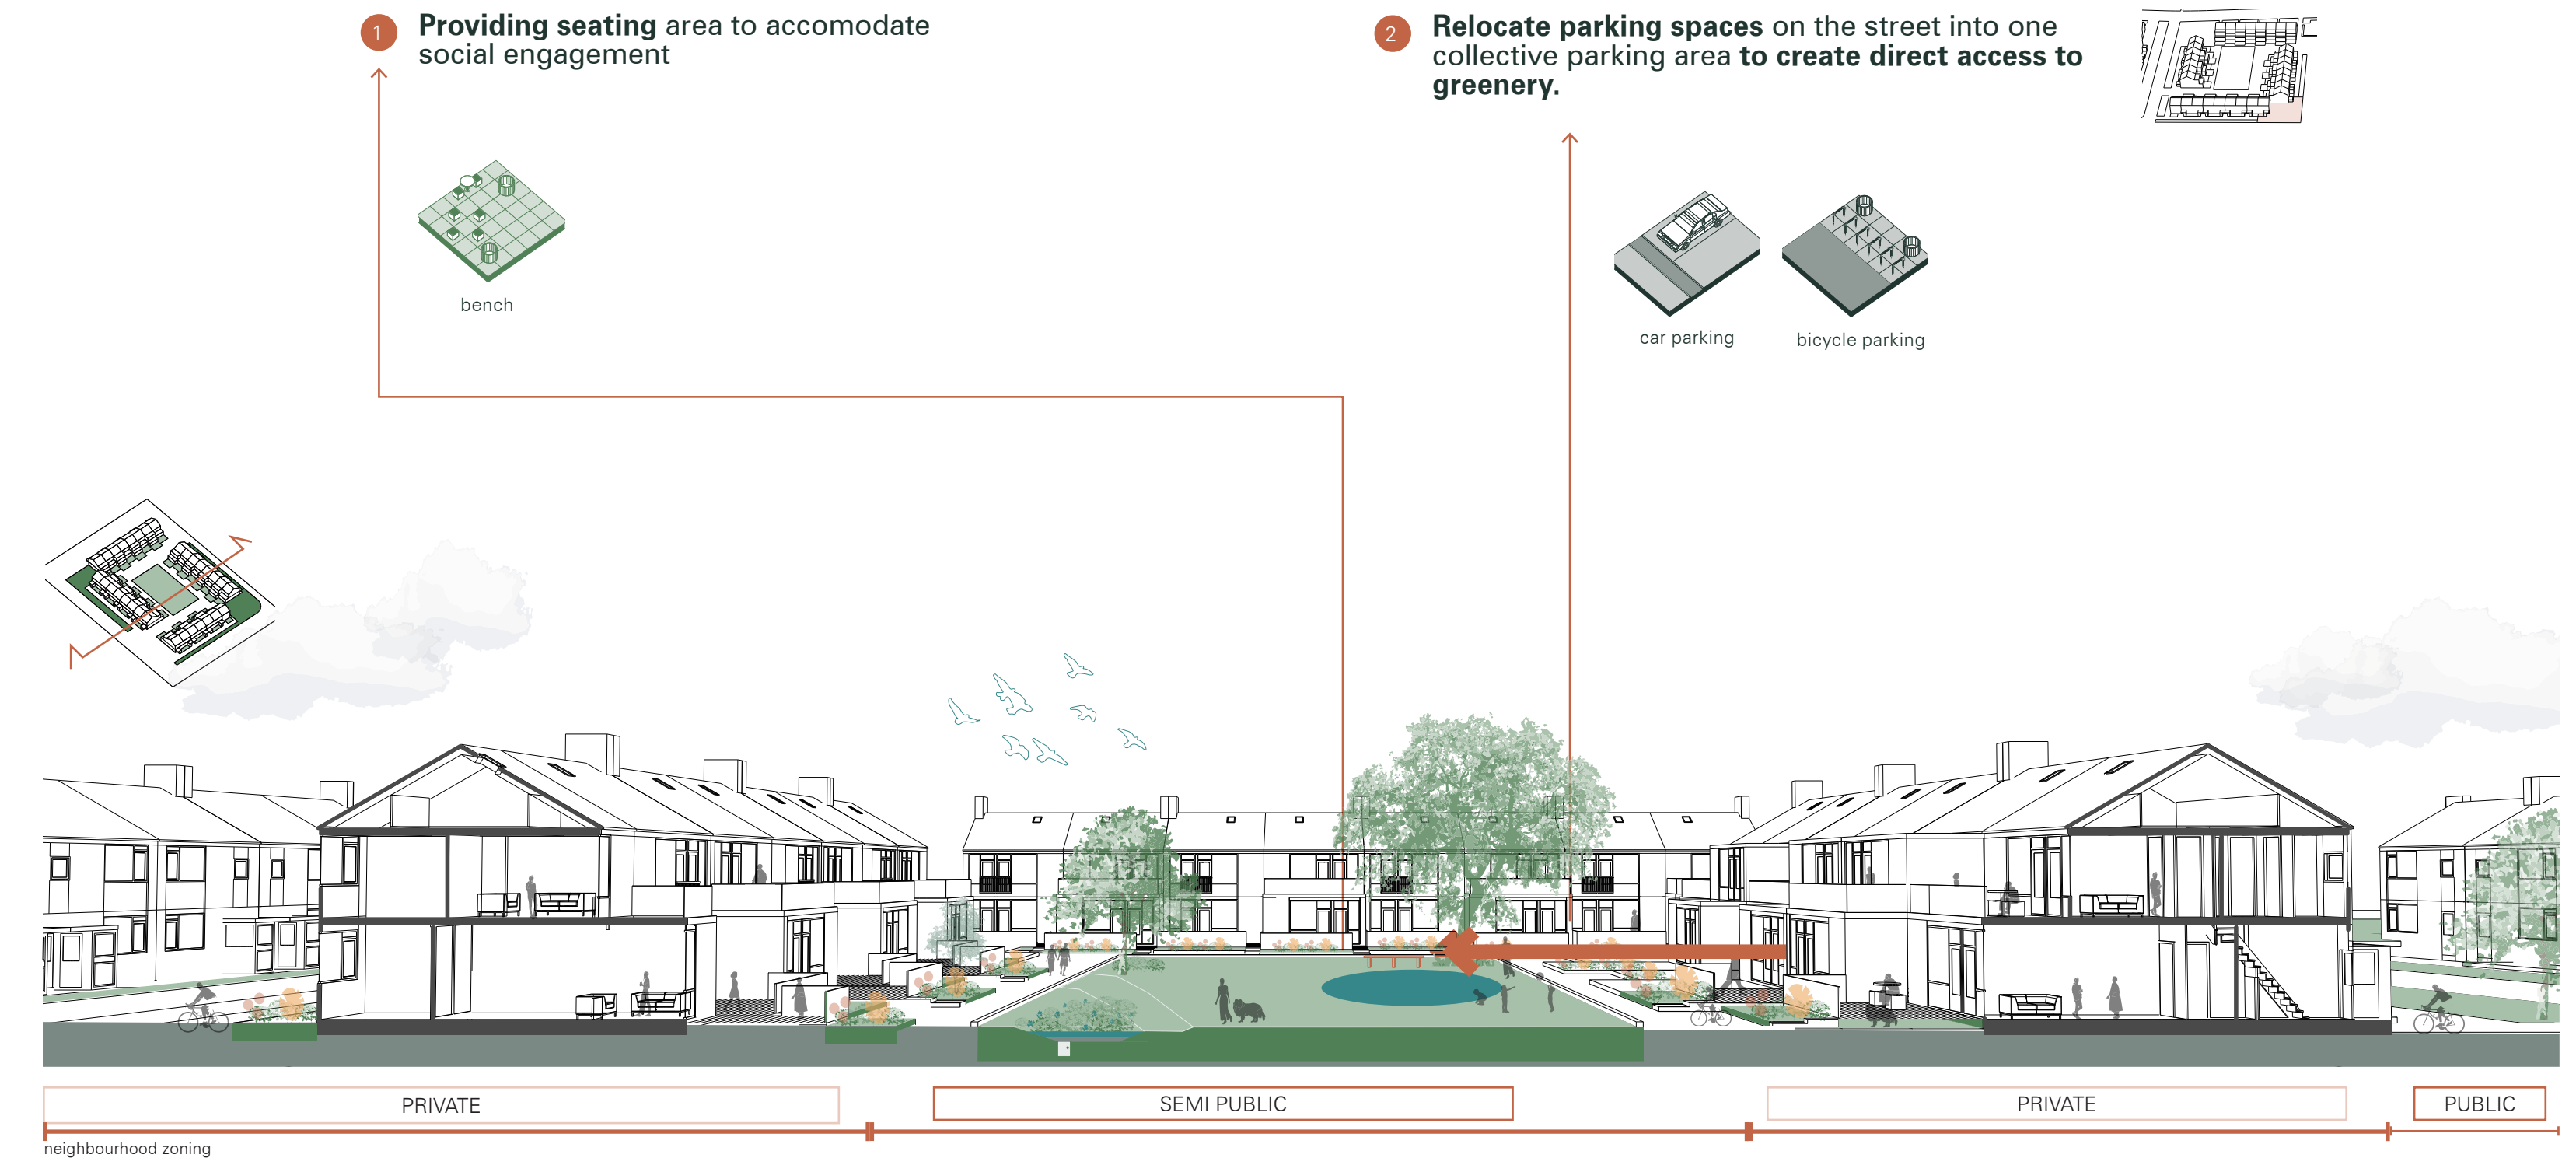 1
Providing seating area to accomodate
social engagement
2
Relocate parking spaces on the street into one
collective parking area to create direct access to
greenery.
bench
car parking
bicycle parking
PRIVATE
SEMI PUBLIC
PRIVATE
PUBLIC
neighbourhood zoning